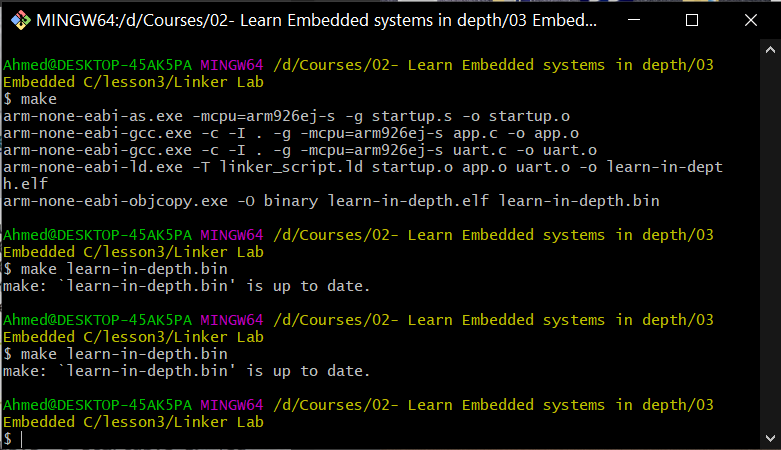 MINGW64:/d/Courses/02- Learn Embedded systems in depth/03 Embed...
Ahmed@DESKTOP-45AK5PA MINGW64 /d/Courses/02- Learn Embedded systems in depth/03
Embedded C/lesson3/Linker Lab
$ make
arm-none-eabi-as.exe -mcpu=arm926ej-s -g startup.s -o startup.o
arm-none-eabi-gcc.exe -c -I . -g -mcpu=arm926ej-s app.c -o app.o
arm-none-eabi-gcc.exe -c -I . -g -mcpu=arm926ej-s uart.c -o uart.o
arm-none-eabi-ld.exe -T linker_script.ld startup.o app.o uart.o -o learn-in-dept
h.elf
arm-none-eabi-objcopy.exe -O binary learn-in-depth.elf learn-in-depth.bin
Ahmed@DESKTOP-45AK5PA MINGW64 /d/Courses/02- Learn Embedded systems in depth/03
Embedded C/lesson3/Linker Lab
$ make learn-in-depth.bin
make: `learn-in-depth.bin' is up to date.
Ahmed@DESKTOP-45AK5PA MINGW64 /d/Courses/02- Learn Embedded systems in depth/03
Embedded C/lesson3/Linker Lab
$ make learn-in-depth.bin
make: `learn-in-depth.bin' is up to date.
Ahmed@DESKTOP-45AK5PA MINGW64 /d/Courses/02- Learn Embedded systems in depth/03
Embedded C/lesson3/Linker Lab
$